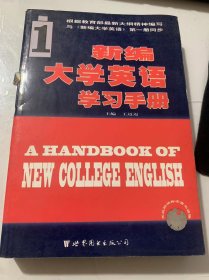 1
根据教育部最新大纲精神编写
与《新编大学英语》第一册同步
新编
大学英语
学习手册
主编
A HANDBOOK OF
NEW COLLEGE ENGLISH
世界图书出版公司